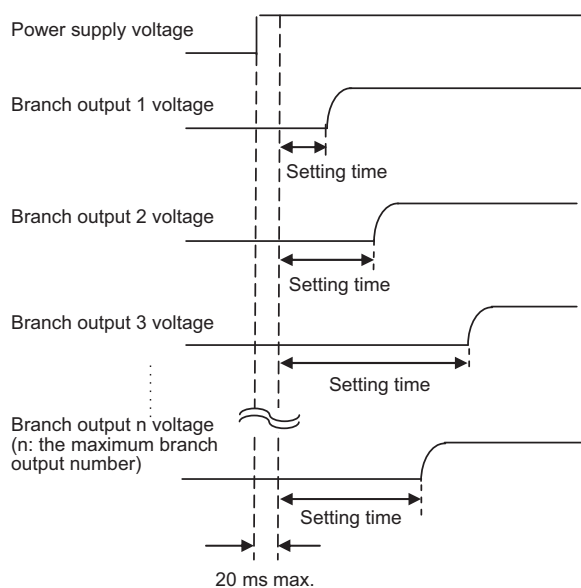 Power supply voltage
Branch output 1 voltage
Setting time
Branch output 2 voltage
Setting time
Branch output 3 voltage
Setting time
Branch output n voltage
(n: the maximum branch
output number)
Setting time
20 ms max.